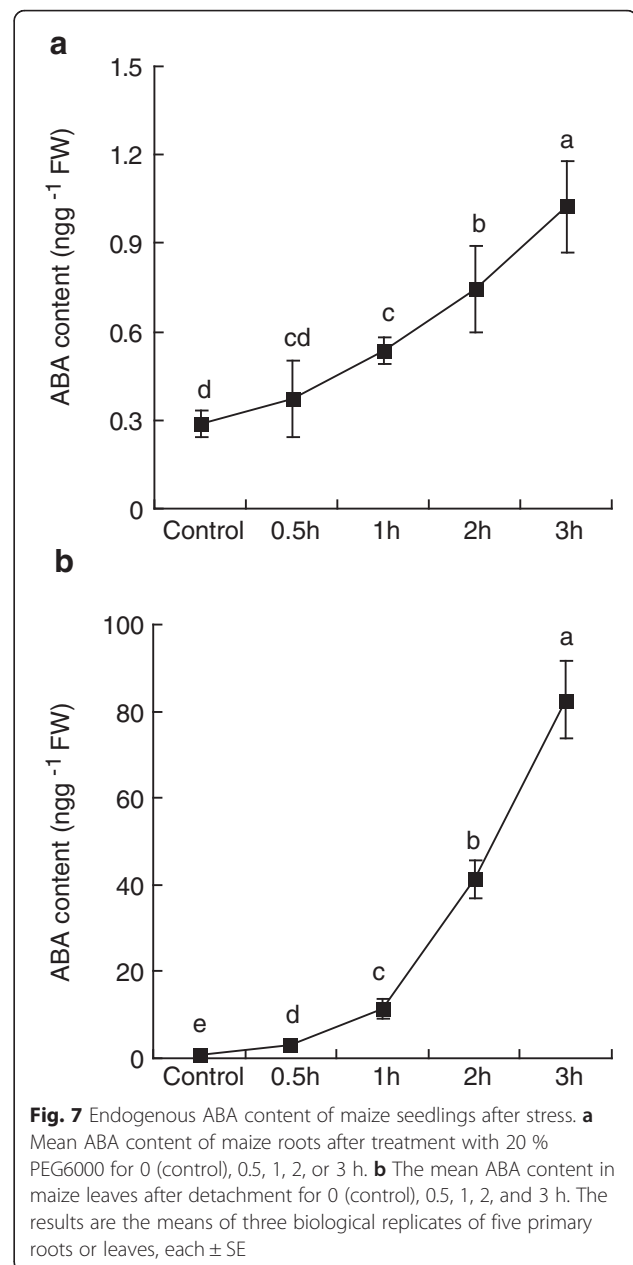 a
1.5
1.2
0.9
0.6
0.3
0
ABA content (ngg⁻¹ FW)
d
cd
c
b
a
Control 0.5h 1h 2h 3h
b
100
80
60
40
20
0
ABA content (ngg⁻¹ FW)
e
d
c
b
a
Control 0.5h 1h 2h 3h
Fig. 7 Endogenous ABA content of maize seedlings after stress. a
Mean ABA content of maize roots after treatment with 20 %
PEG6000 for 0 (control), 0.5, 1, 2, or 3 h. b The mean ABA content in
maize leaves after detachment for 0 (control), 0.5, 1, 2, and 3 h. The
results are the means of three biological replicates of five primary
roots or leaves, each ± SE